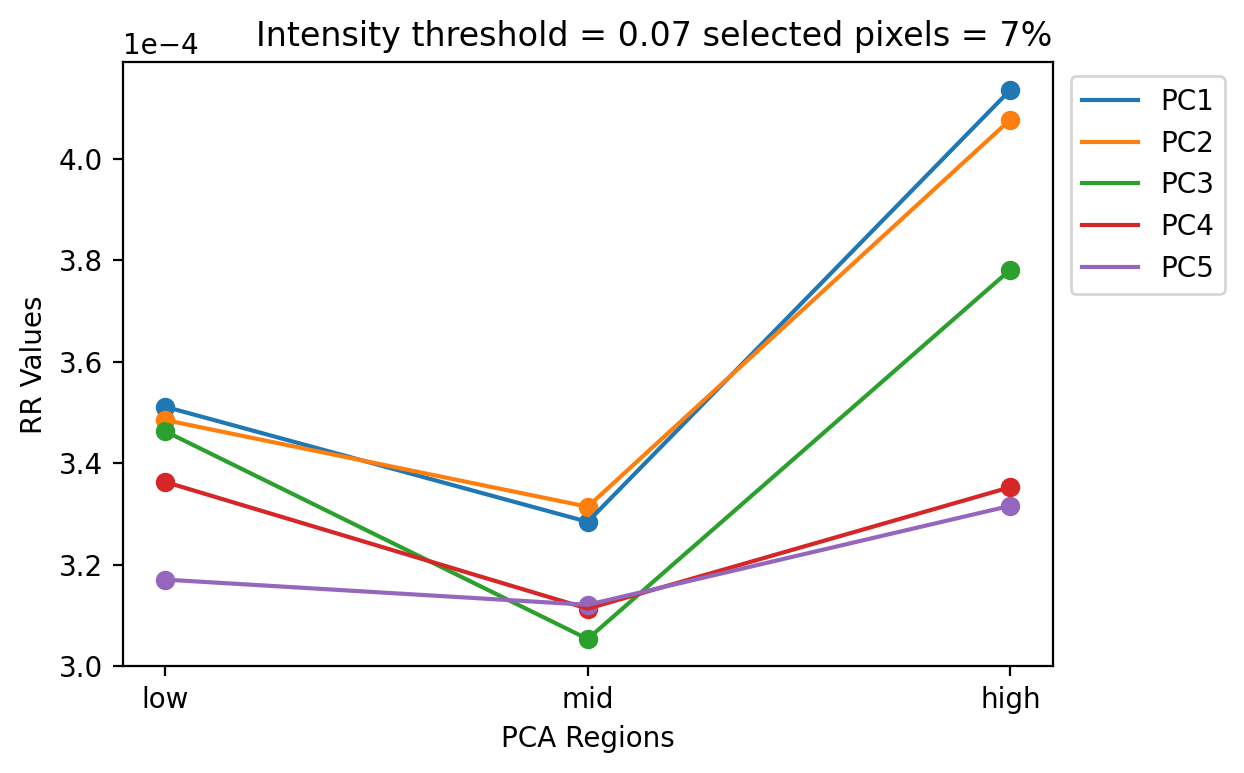 Intensity threshold = 0.07 selected pixels = 7%
1e−4
4.0
3.8
3.6
3.4
3.2
3.0
RR Values
low mid high
PCA Regions
PC1
PC2
PC3
PC4
PC5